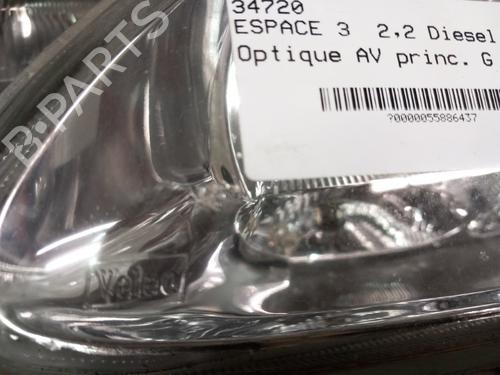 34720
ESPACE 3 2,2 Diesel
Optique AV princ. G
?0000055886437
B-PARTS
Valeo